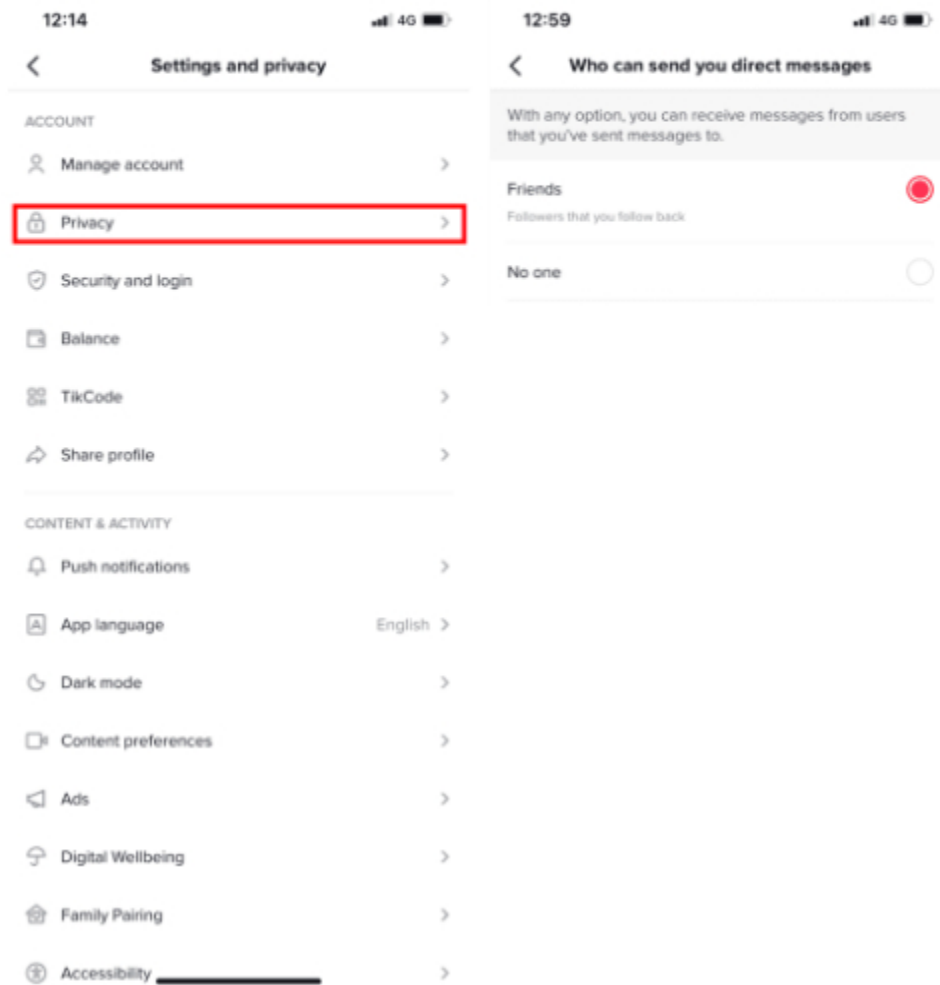 12:14
4G
Settings and privacy
ACCOUNT
Manage account
Privacy
Security and login
Balance
TikCode
Share profile
CONTENT & ACTIVITY
Push notifications
A
App language
English
Dark mode
Content preferences
Ads
Digital Wellbeing
Family Pairing
Accessibility
12:59
4G
Who can send you direct messages
With any option, you can receive messages from users
that you've sent messages to.
Friends
Followers that you follow back
No one